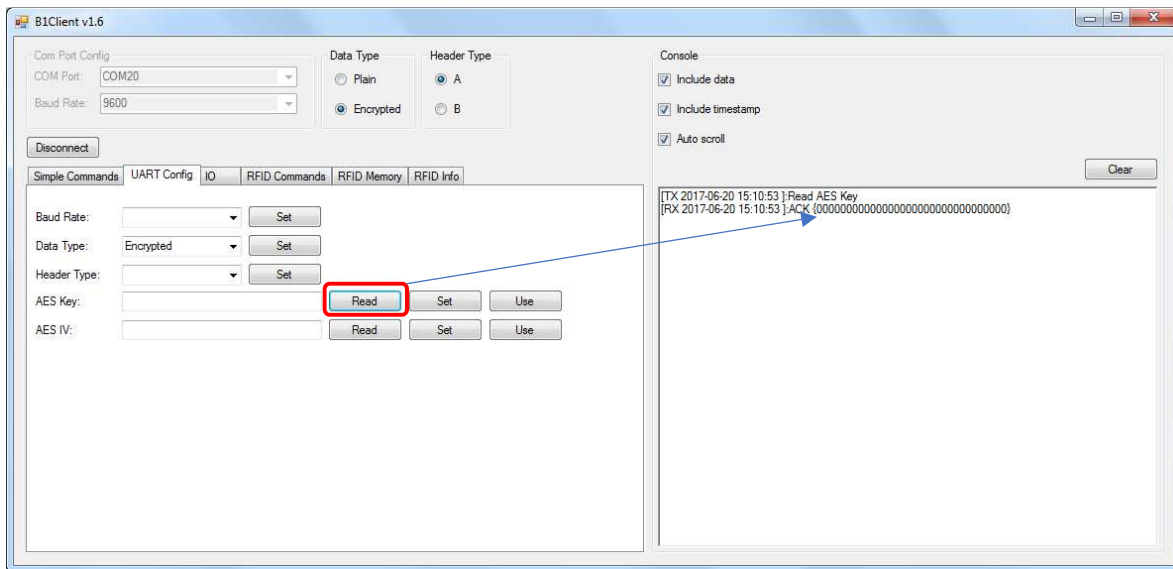 B1Client v1.6
Com Port Config
COM Port: COM20
Baud Rate: 9600
Data Type
Plain
Encrypted
Header Type
A
B
Disconnect
Simple Commands UART Config IO RFID Commands RFID Memory RFID Info
Baud Rate: Set
Data Type: Encrypted Set
Header Type: Set
AES Key: Read Set Use
AES IV: Read Set Use
Console
Include data
Include timestamp
Auto scroll
Clear
[TX 2017-06-20 15:10:53 ]:Read AES Key
[RX 2017-06-20 15:10:53 ]:ACK {00000000000000000000000000000000}